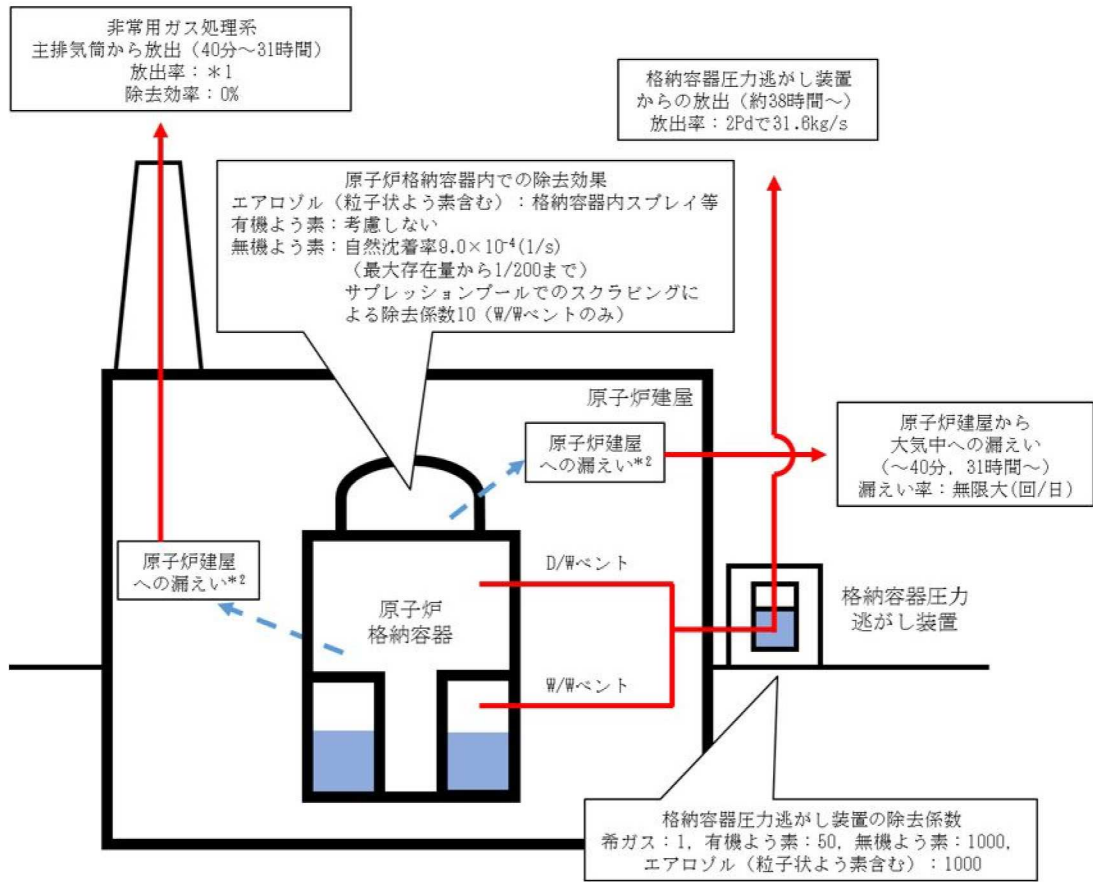 非常用ガス処理系
主排気筒から放出（40分～31時間）
放出率：＊1
除去効率：0%
格納容器圧力逃がし装置
からの放出（約38時間～）
放出率：2Pdで31.6kg/s
原子炉格納容器内での除去効果
エアロゾル（粒子状よう素含む）：格納容器内スプレイ等
有機よう素：考慮しない
無機よう素：自然沈着率9.0×10⁻⁴(1/s)
（最大存在量から1/200まで）
サプレッションプールでのスクラビングに
よる除去係数10（W/Wベントのみ）
原子炉建屋
原子炉建屋
への漏えい*2
原子炉建屋から
大気中への漏えい
（～40分，31時間～）
漏えい率：無限大(回/日)
原子炉建屋
への漏えい*2
D/Wベント
原子炉
格納容器
格納容器圧力
逃がし装置
W/Wベント
格納容器圧力逃がし装置の除去係数
希ガス：1，有機よう素：50，無機よう素：1000，
エアロゾル（粒子状よう素含む）：1000